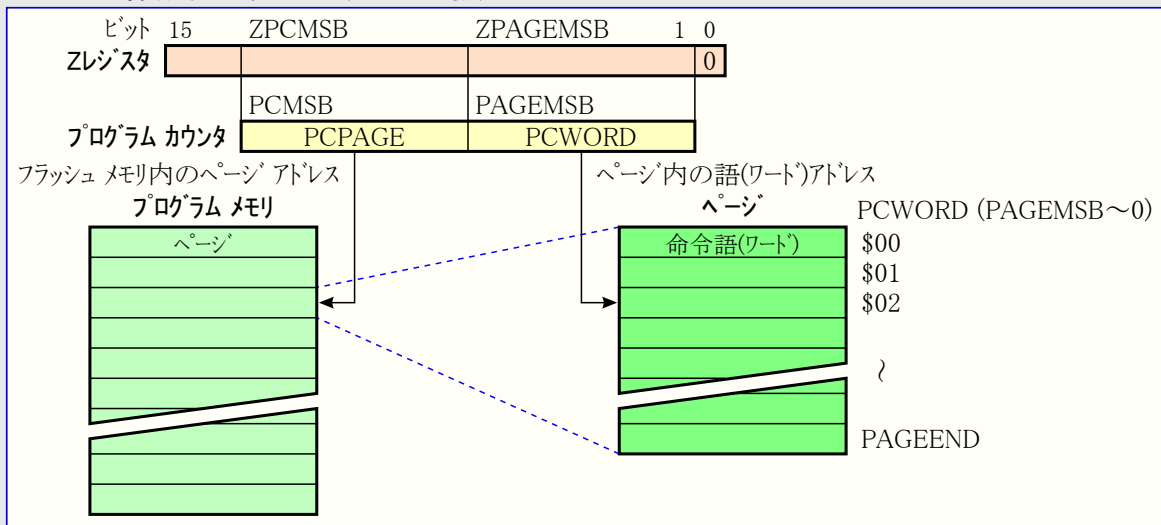 ビット 15 ZPCMSB ZPAGEMSB 1 0
Zレジスタ 0
PCMSB PAGEMSB
プログラム カウンタ PCPAGE PCWORD
フラッシュ メモリ内のページ アドレス ページ内の語(ワード)アドレス
プログラム メモリ ページ PCWORD (PAGEMSB～0)
ページ 命令語(ワード) $00
$01
$02
～
PAGEEND